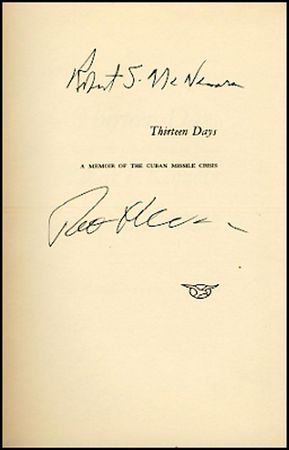 Robert S. McNamara
Thirteen Days
A MEMOIR OF THE CUBAN MISSILE CRISIS